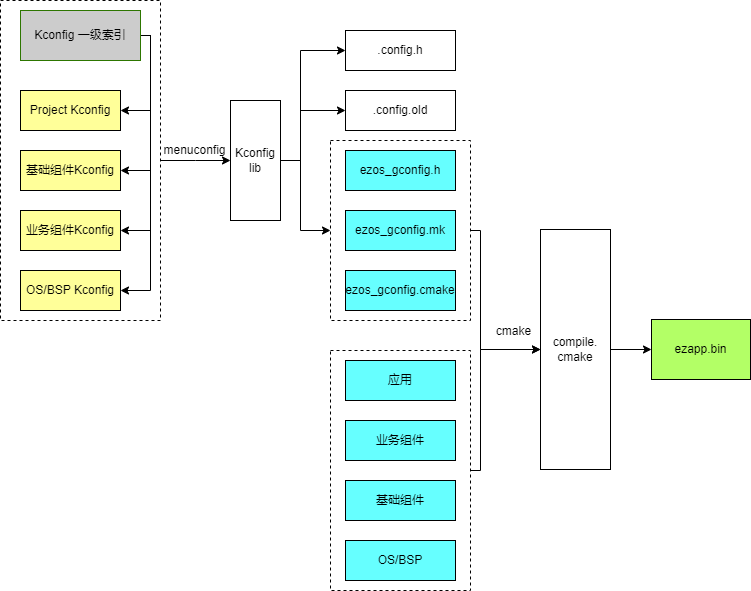 Kconfig 一级索引
Project Kconfig
基础组件Kconfig
业务组件Kconfig
OS/BSP Kconfig
menuconfig
Kconfig
lib
.config.h
.config.old
ezos_gconfig.h
ezos_gconfig.mk
ezos_gconfig.cmake
应用
业务组件
基础组件
OS/BSP
cmake
compile.
cmake
ezapp.bin